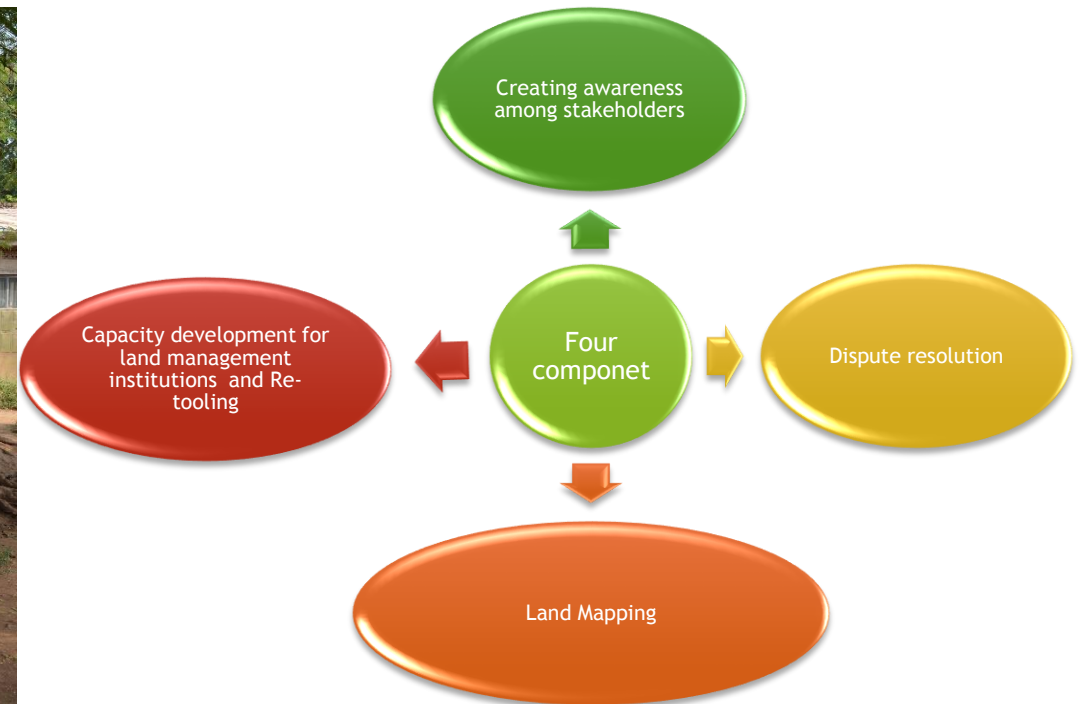 Creating awareness
among stakeholders
Capacity development for
land management
institutions  and Re-
tooling
Four
componet
Dispute resolution
Land Mapping